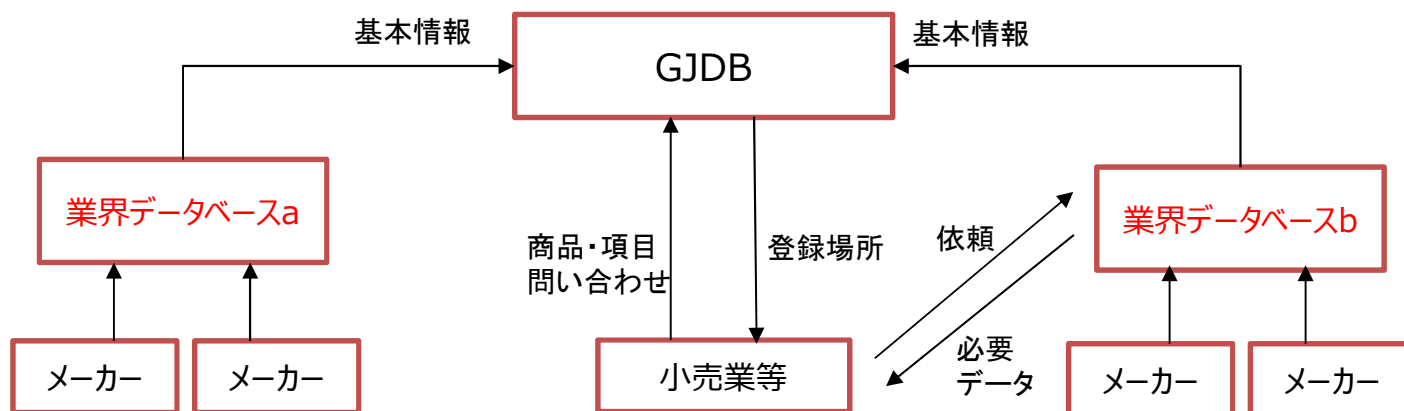 基本情報
GJDB
基本情報
業界データベースa
商品・項目
問い合わせ
登録場所
依頼
業界データベースb
メーカー
メーカー
小売業等
必要
データ
メーカー
メーカー